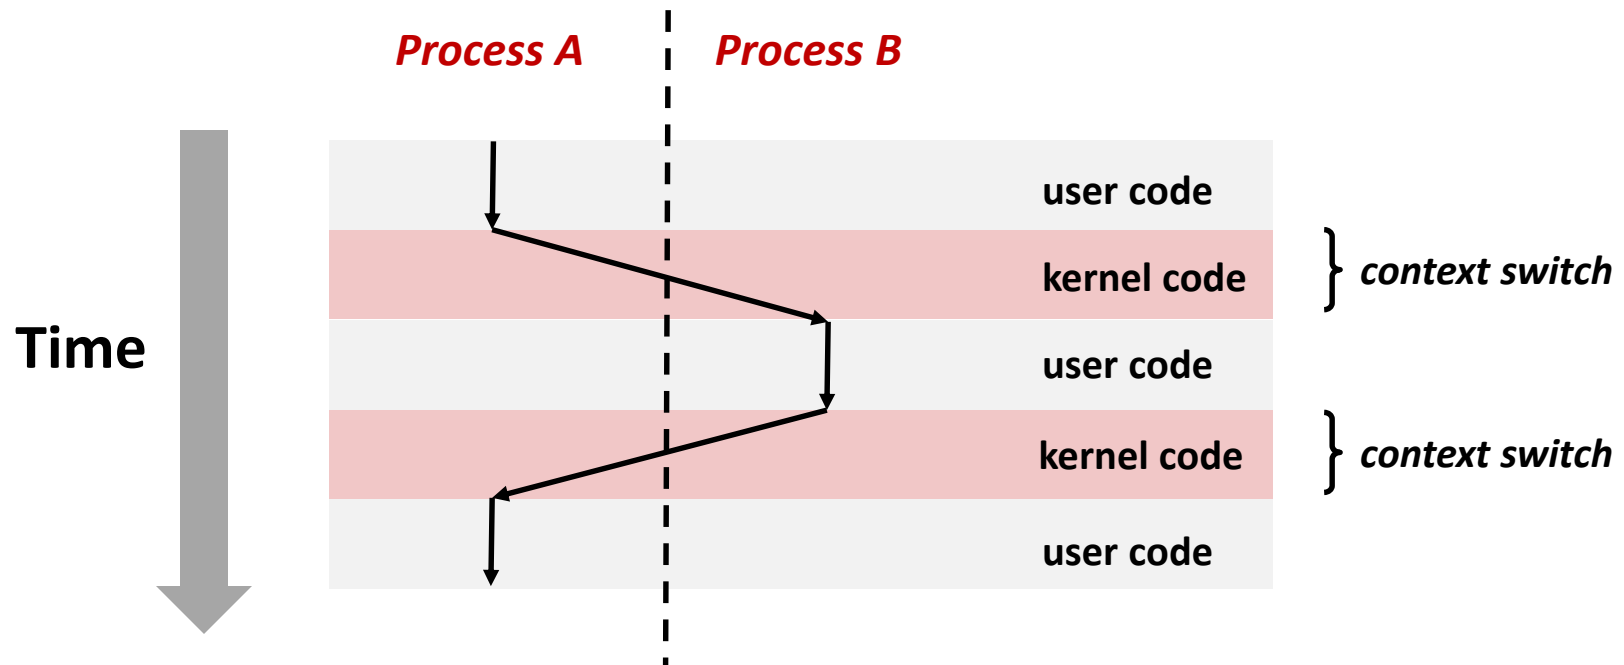 Process A
Process B
user code
kernel code
context switch
Time
user code
kernel code
context switch
user code